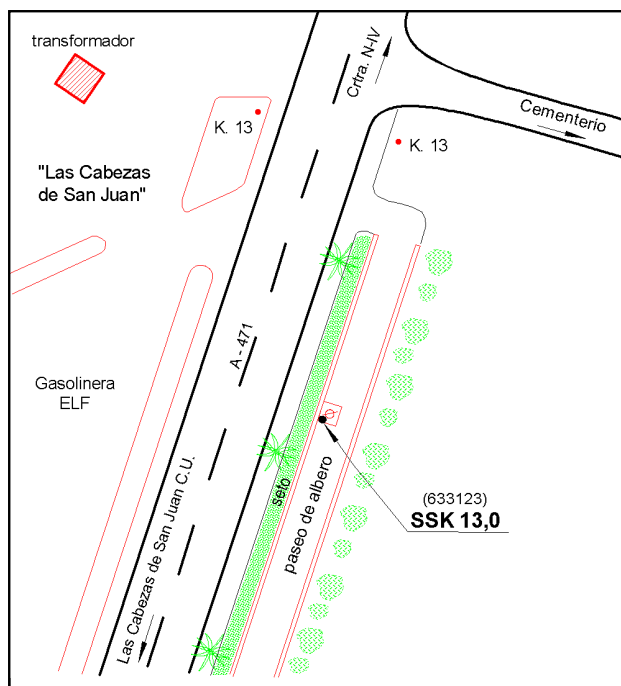 transformador
Crtra. N-IV
Cementerio
K. 13
K. 13
"Las Cabezas
de San Juan"
A - 471
Gasolinera
ELF
seto
paseo de albero
(633123)
SSK 13,0
Las Cabezas de San Juan C.U.